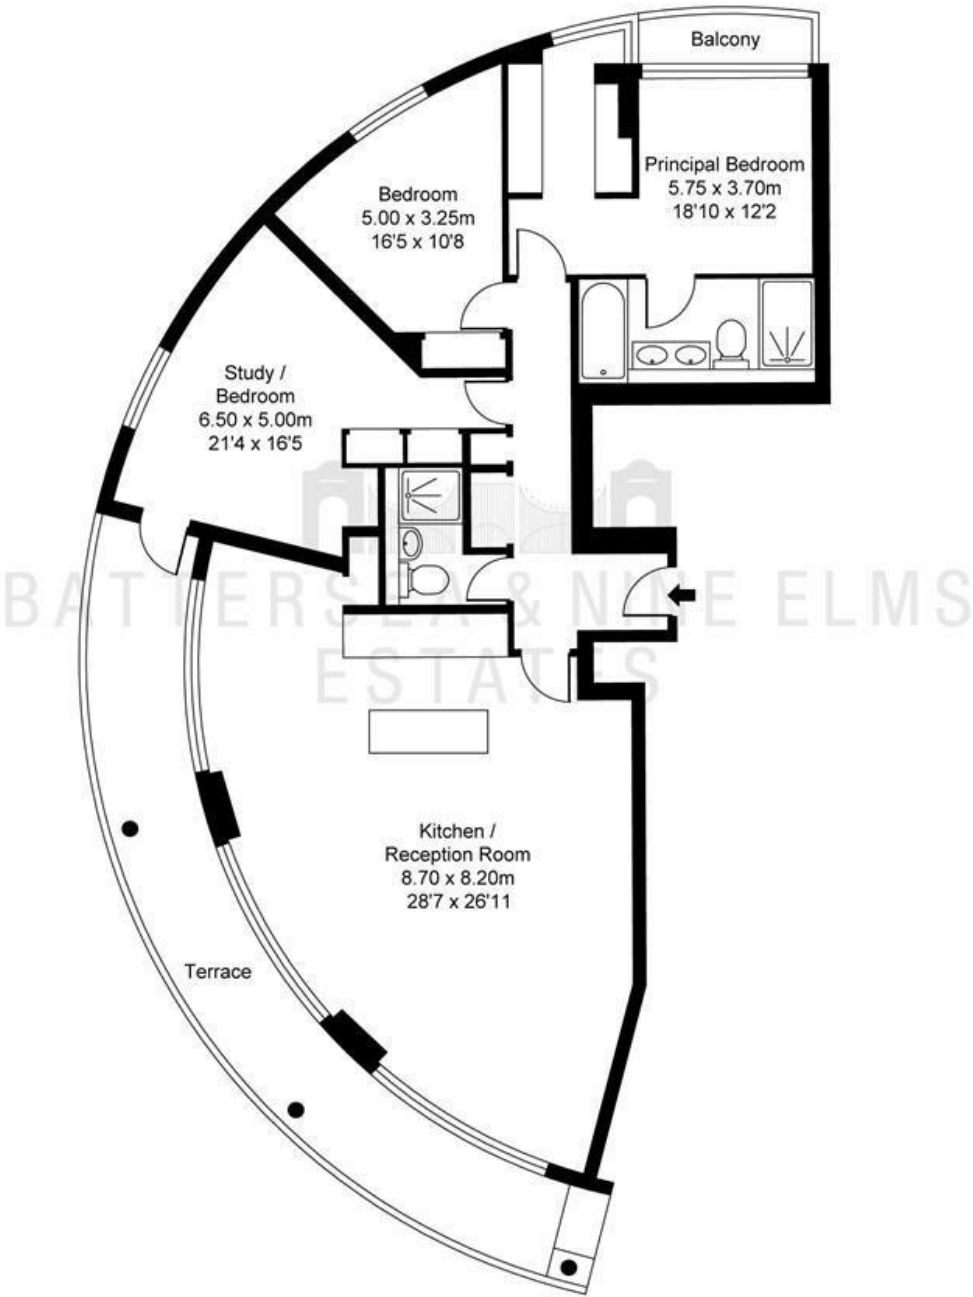 Balcony
Principal Bedroom
5.75 x 3.70m
18'10 x 12'2
Bedroom
5.00 x 3.25m
16'5 x 10'8
Study /
Bedroom
6.50 x 5.00m
21'4 x 16'5
BATTERSEA & NINE ELMS
ESTATES
Kitchen /
Reception Room
8.70 x 8.20m
28'7 x 26'11
Terrace